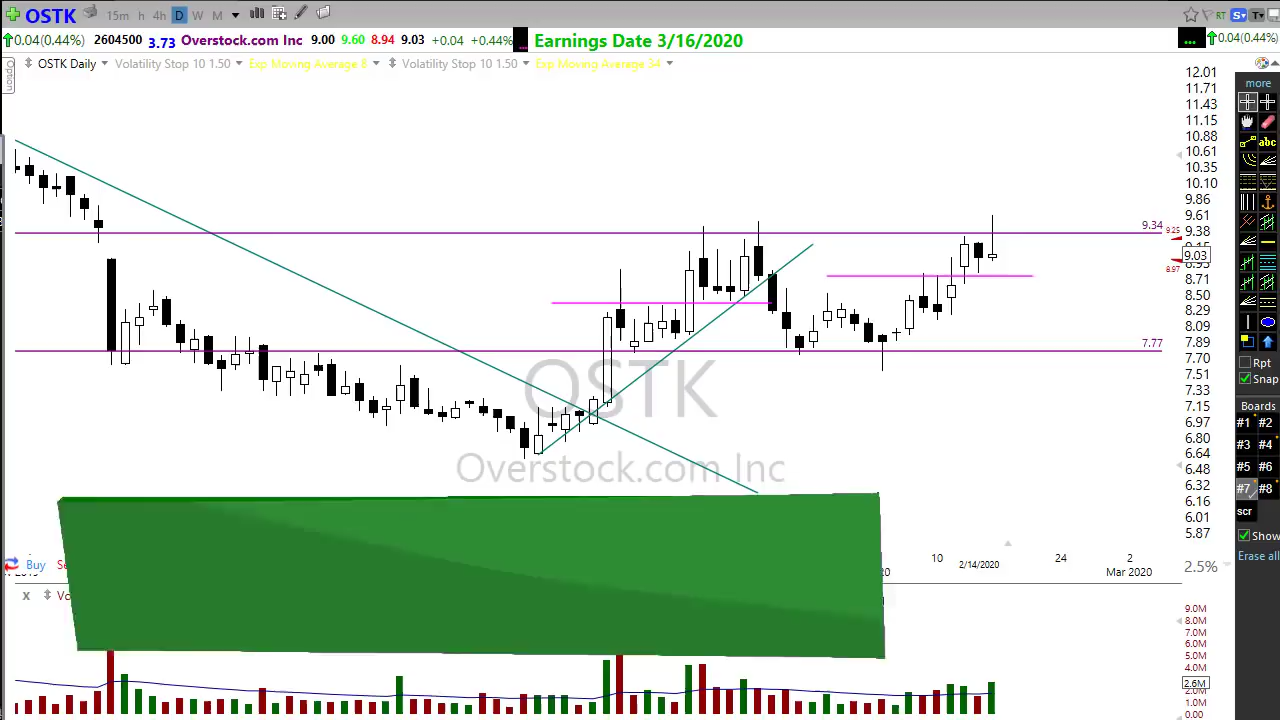 OSTK 15m h 4h D W M RT S T
0.04(0.44%) 2604500 3.73 Overstock.com Inc 9.00 9.60 8.94 9.03 +0.04 +0.44% ... Earnings Date 3/16/2020 ... 0.04(0.44%)
Option
OSTK Daily Volatility Stop 10 1.50 Exp Moving Average 8 Volatility Stop 10 1.50 Exp Moving Average 34
12.01
11.71
11.43
11.15
10.88
10.61
10.35
10.10
9.86
9.61
9.34 9.25 9.38
9.03
8.97
8.71
8.50
8.29
8.09
7.89
7.77
7.70
7.51
7.33
7.15
6.97
6.80
6.64
6.48
6.32
6.16
6.01
5.87
OSTK
Overstock.com Inc
more
abc
Rpt
Snap
Boards
#1 #2
#3 #4
#5 #6
#7 #8
scr
Show
Erase all
Buy
10 2/14/2020 24 2
Mar 2020
2.5%
x
9.0M
8.0M
7.0M
6.0M
5.0M
4.0M
2.6M
2.0M
1.00
0.00